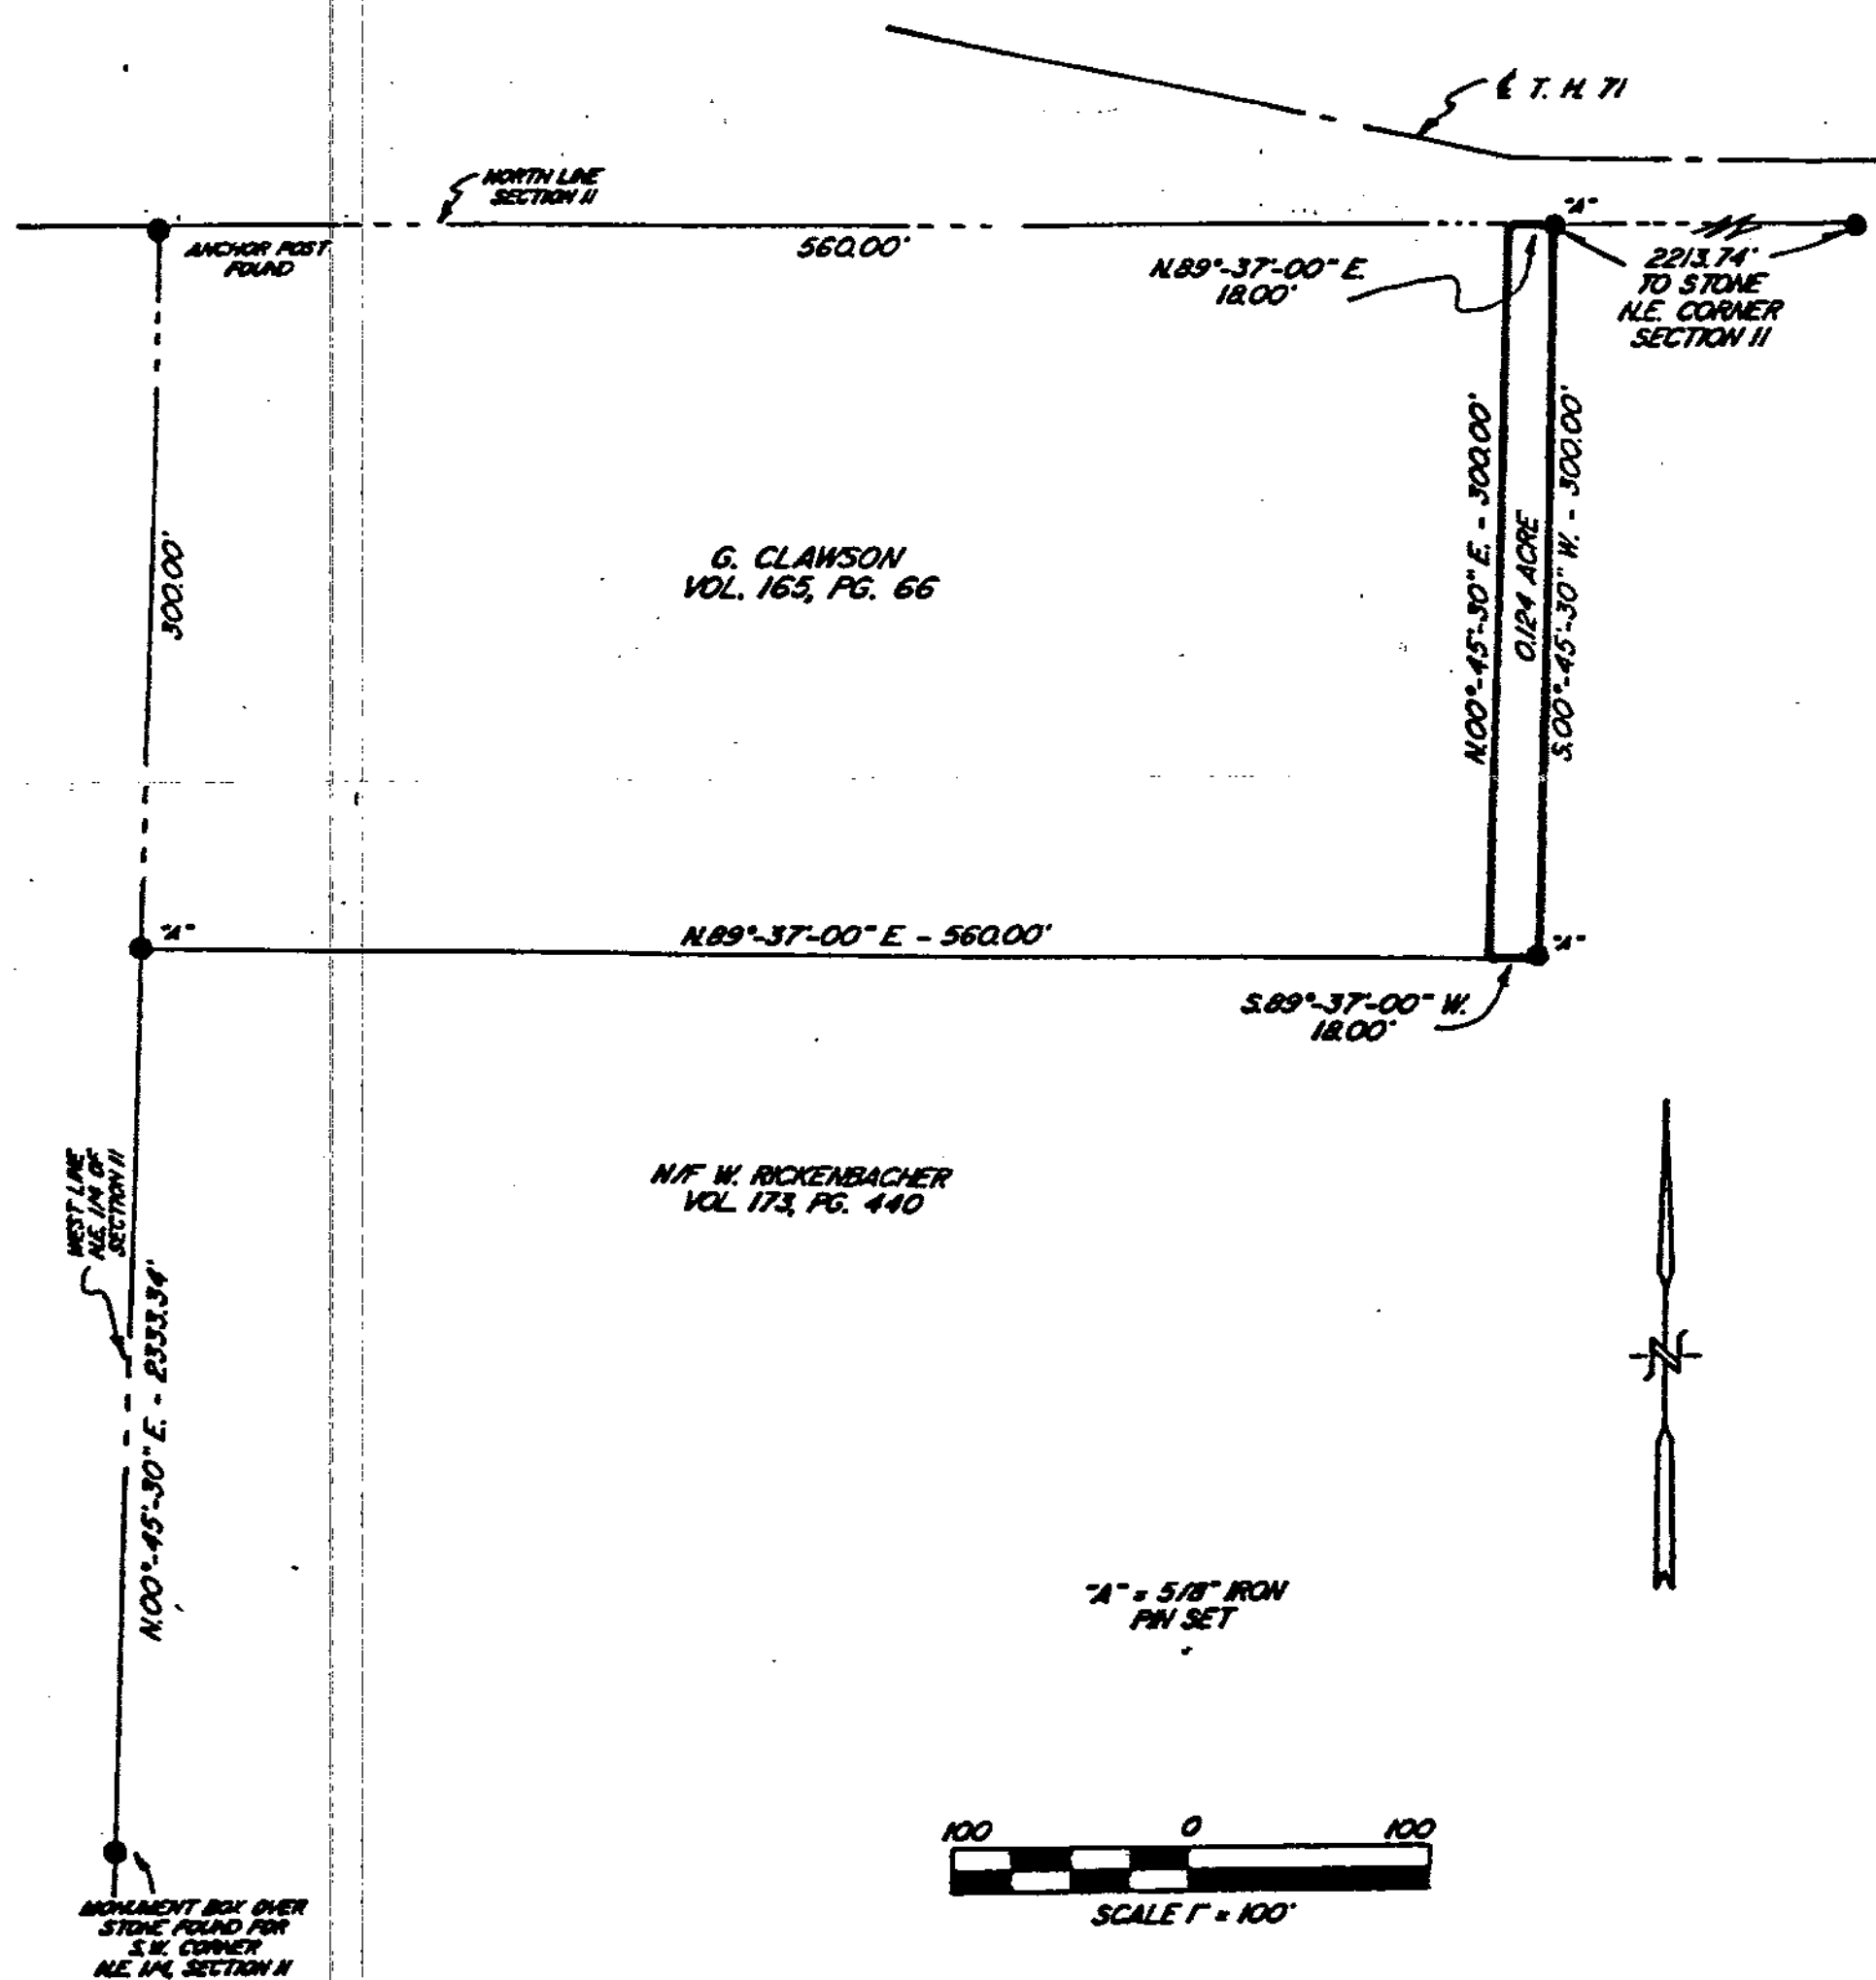 ℄ T. H. 71
NORTH LINE
SECTION 11
"A"
ANCHOR POST
FOUND
560.00'
N.89°-37'-00" E.
18.00'
2213.74'
TO STONE
N.E. CORNER
SECTION 11
300.00'
G. CLAWSON
VOL. 165, PG. 66
N.00°-45'-30" E. - 300.00'
0.124 ACRE
S.00°-45'-30" W. - 300.00'
"A"
N.89°-37'-00" E - 560.00'
"A"
S.89°-37'-00" W.
18.00'
WEST LINE
N.E. 1/4 OF
SECTION 11
N/F W. RICKENBACHER
VOL. 173, PG. 440
N.00°-45'-30" E. - 2333.34'
N
"A" = 5/8" IRON
PIN SET
100 0 100
SCALE 1" = 100'
MONUMENT BOX OVER
STONE FOUND FOR
S.W. CORNER
N.E. 1/4, SECTION 11